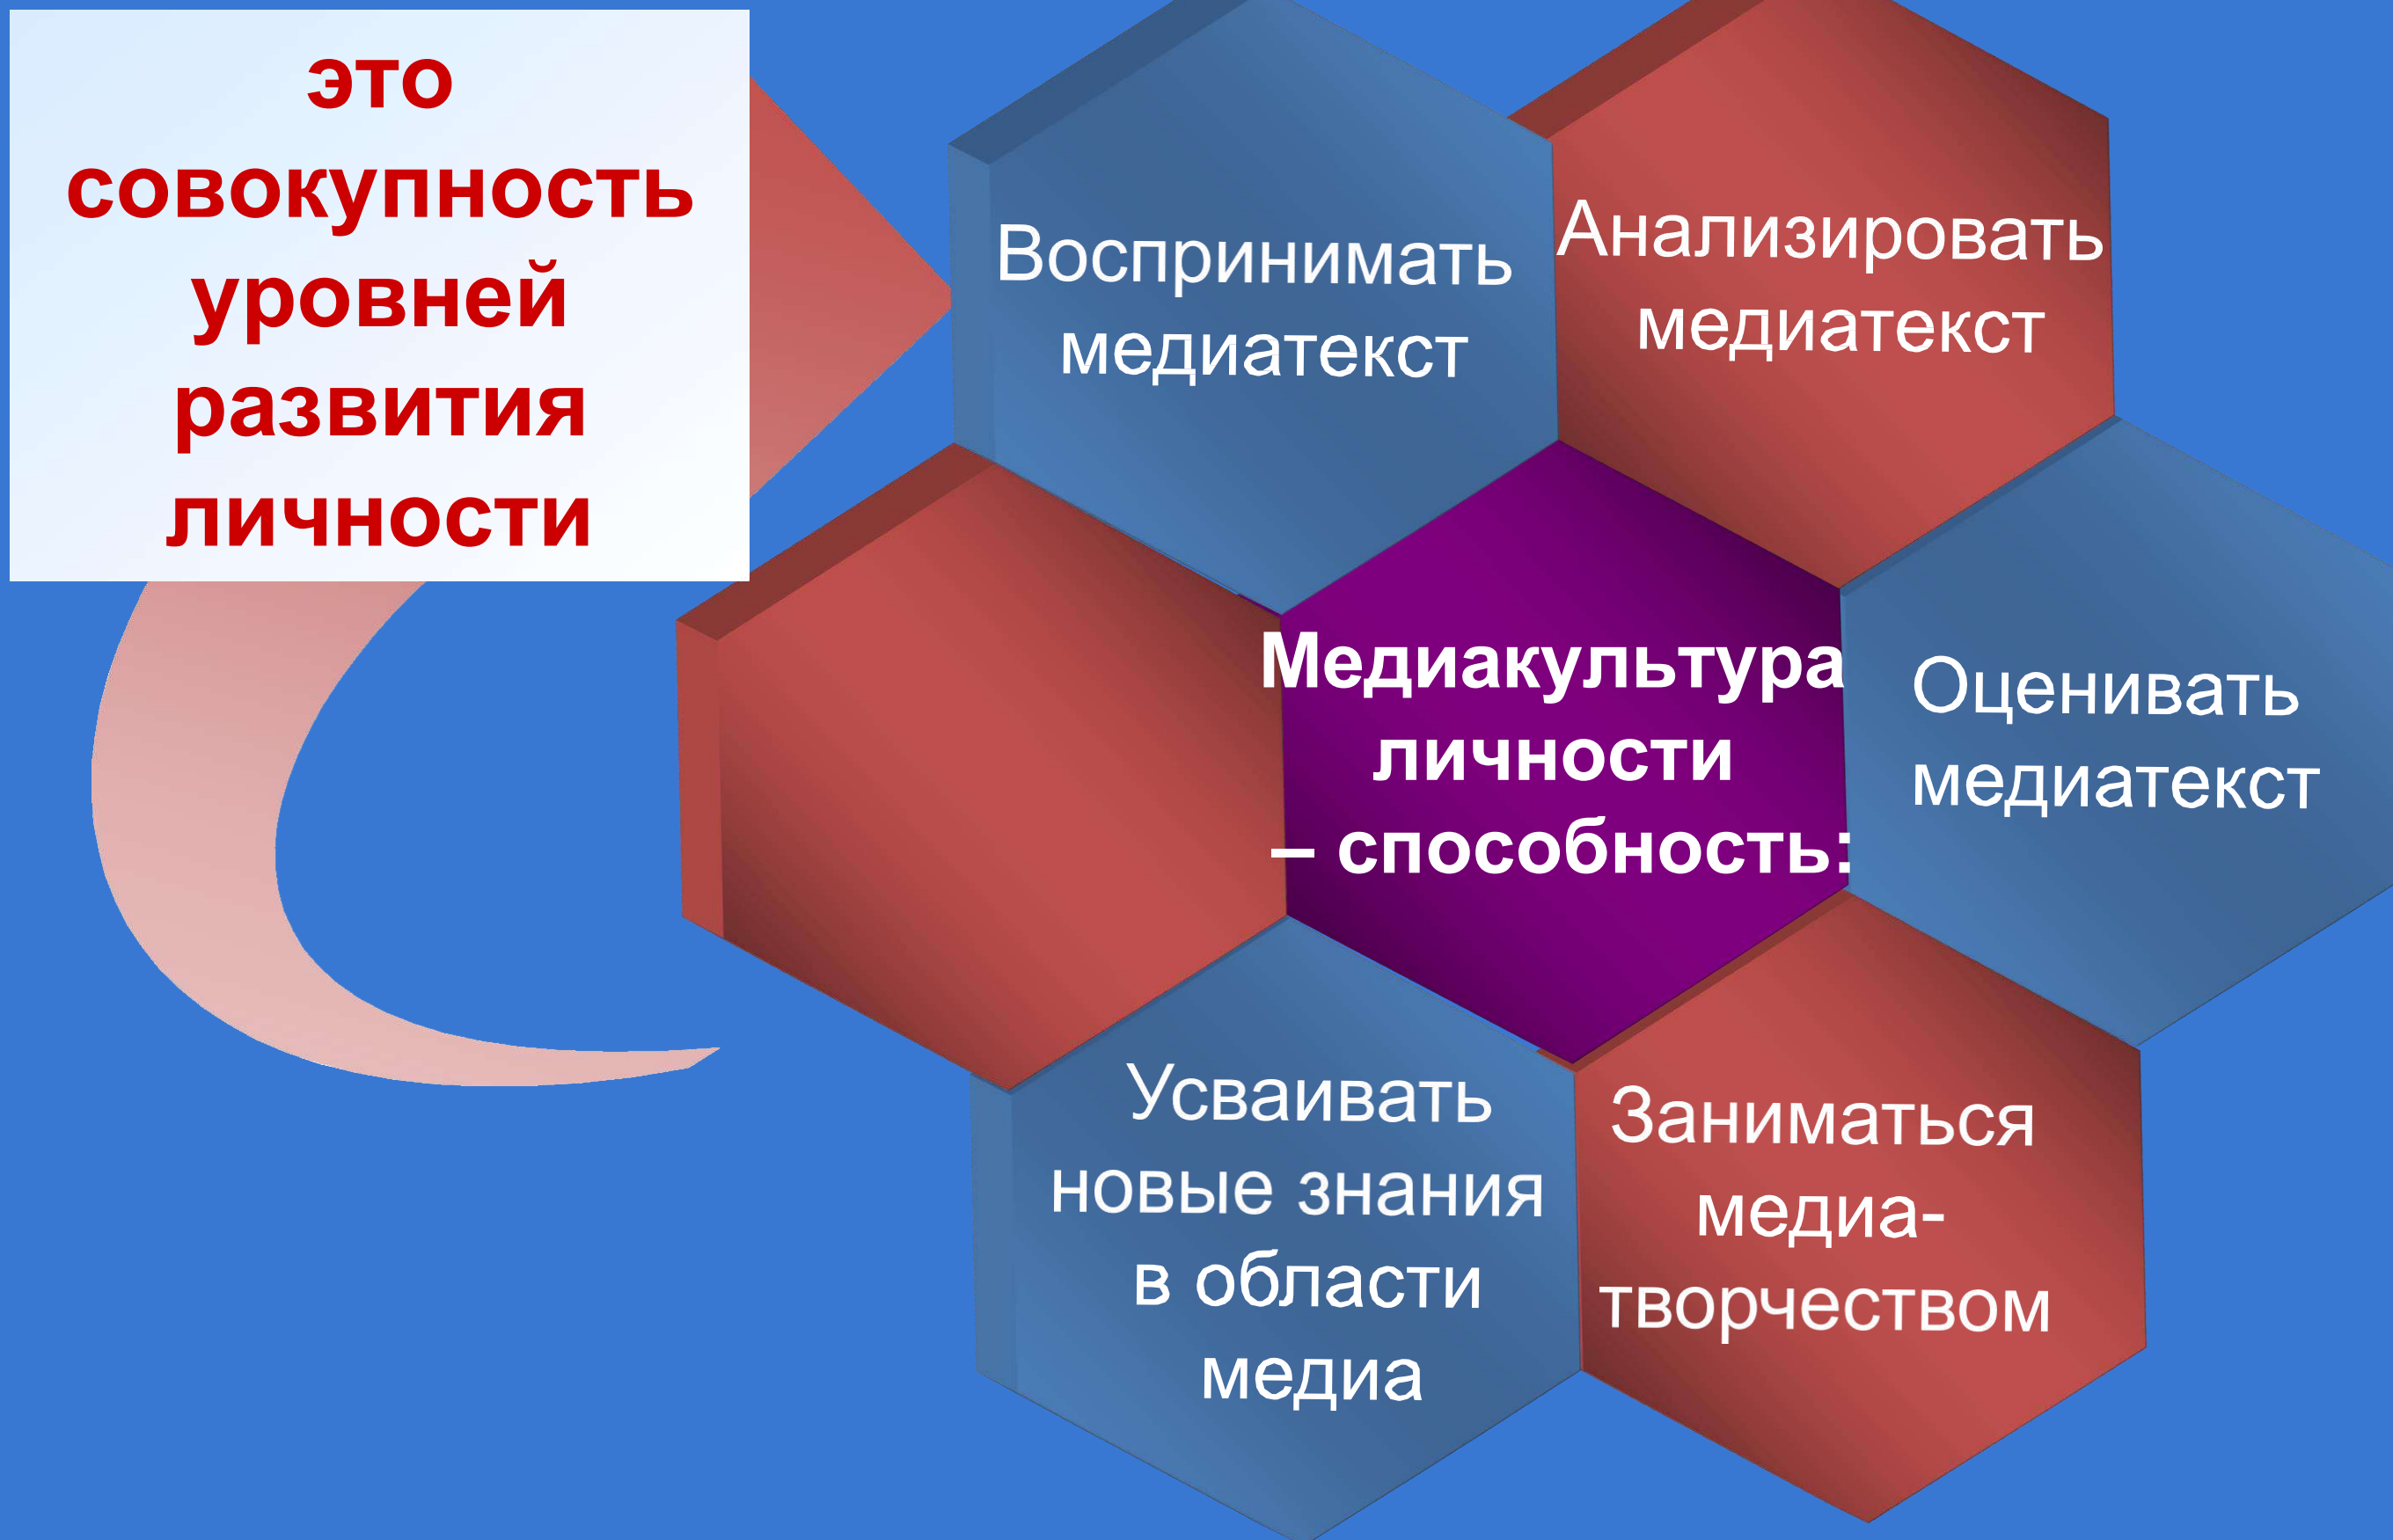 это
совокупность
уровней
развития
личности
Воспринимать
медиатекст
Анализировать
медиатекст
Медиакультура
личности
– способность:
Оценивать
медиатекст
Усваивать
новые знания
в области
медиа
Заниматься
медиа-
творчеством